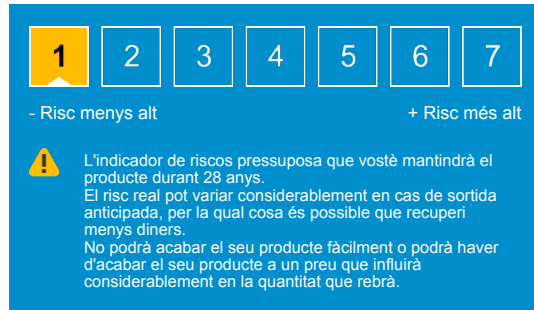 1 2 3 4 5 6 7
- Risc menys alt + Risc més alt
L'indicador de riscos pressuposa que vostè mantindrà el
producte durant 28 anys.
El risc real pot variar considerablement en cas de sortida
anticipada, per la qual cosa és possible que recuperi
menys diners.
No podrà acabar el seu producte fàcilment o podrà haver
d'acabar el seu producte a un preu que influirà
considerablement en la quantitat que rebrà.